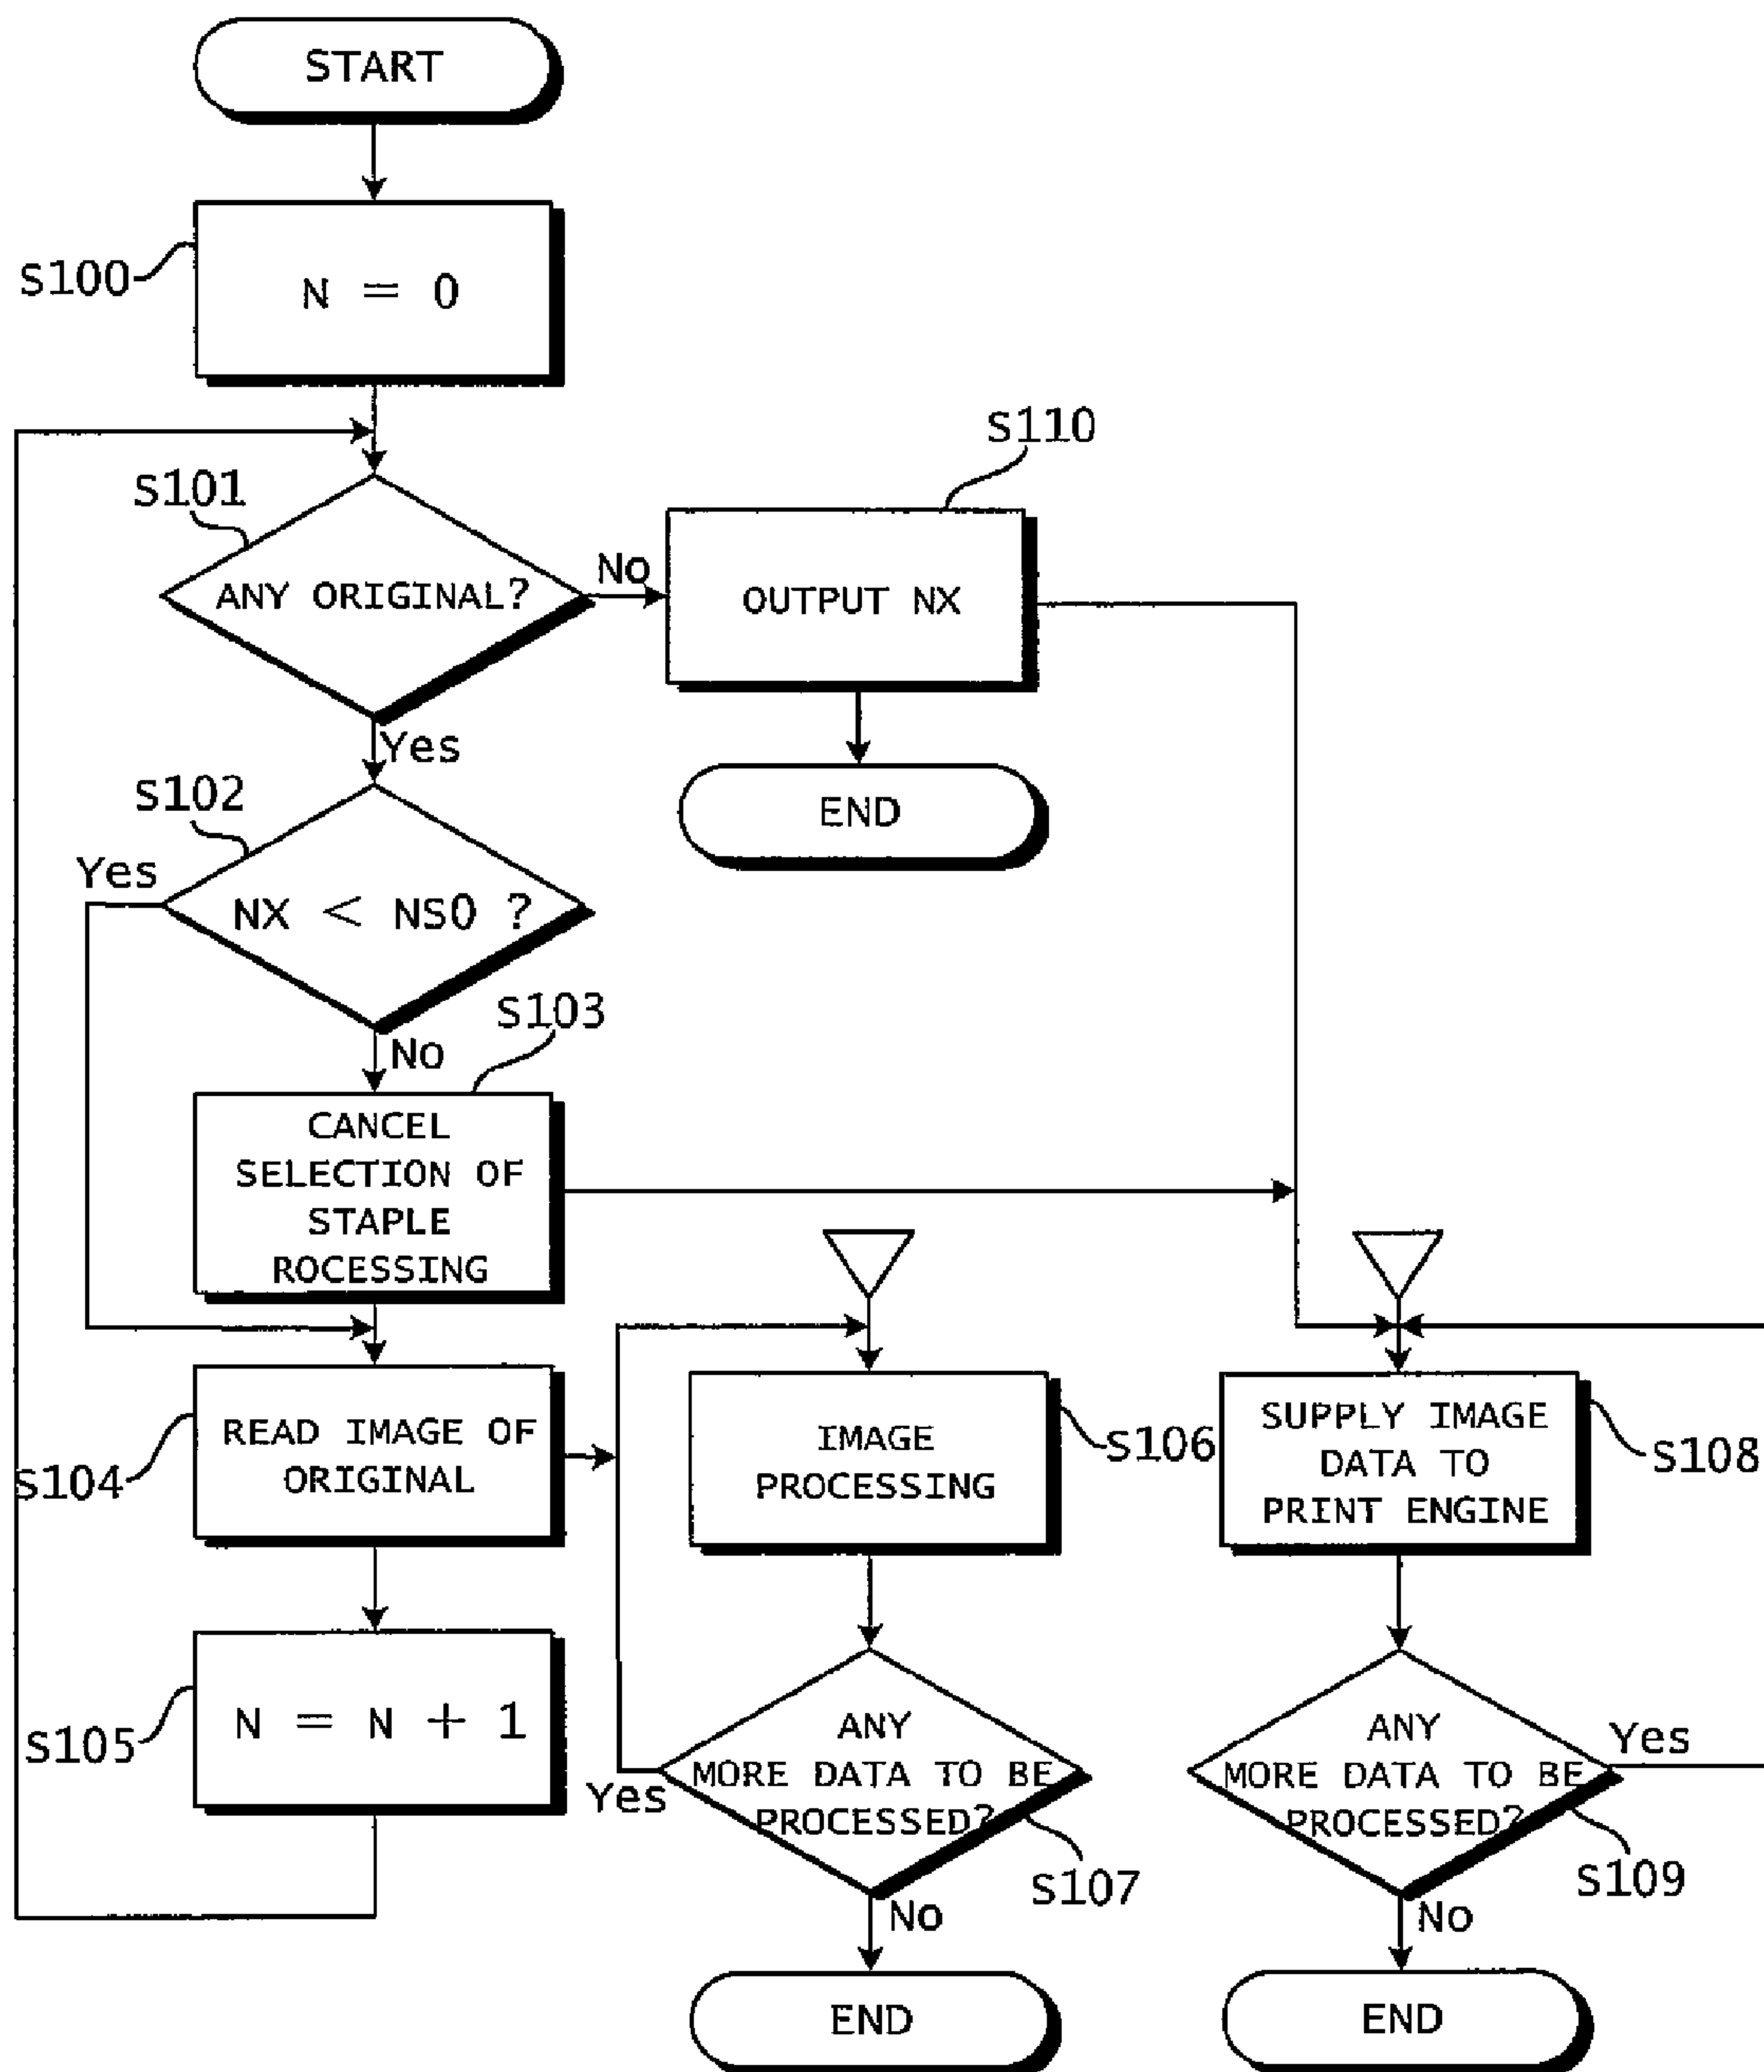 START
S100
N = 0
S110
S101
ANY ORIGINAL?
No
OUTPUT NX
Yes
END
S102
Yes
NX < NS0 ?
S103
No
CANCEL
SELECTION OF
STAPLE
ROCESSING
S104
READ IMAGE OF
ORIGINAL
IMAGE
PROCESSING
S106
SUPPLY IMAGE
DATA TO
PRINT ENGINE
S108
S105
N = N + 1
ANY
MORE DATA TO BE
PROCESSED?
Yes
S107
No
END
ANY
MORE DATA TO BE
PROCESSED?
Yes
S109
No
END